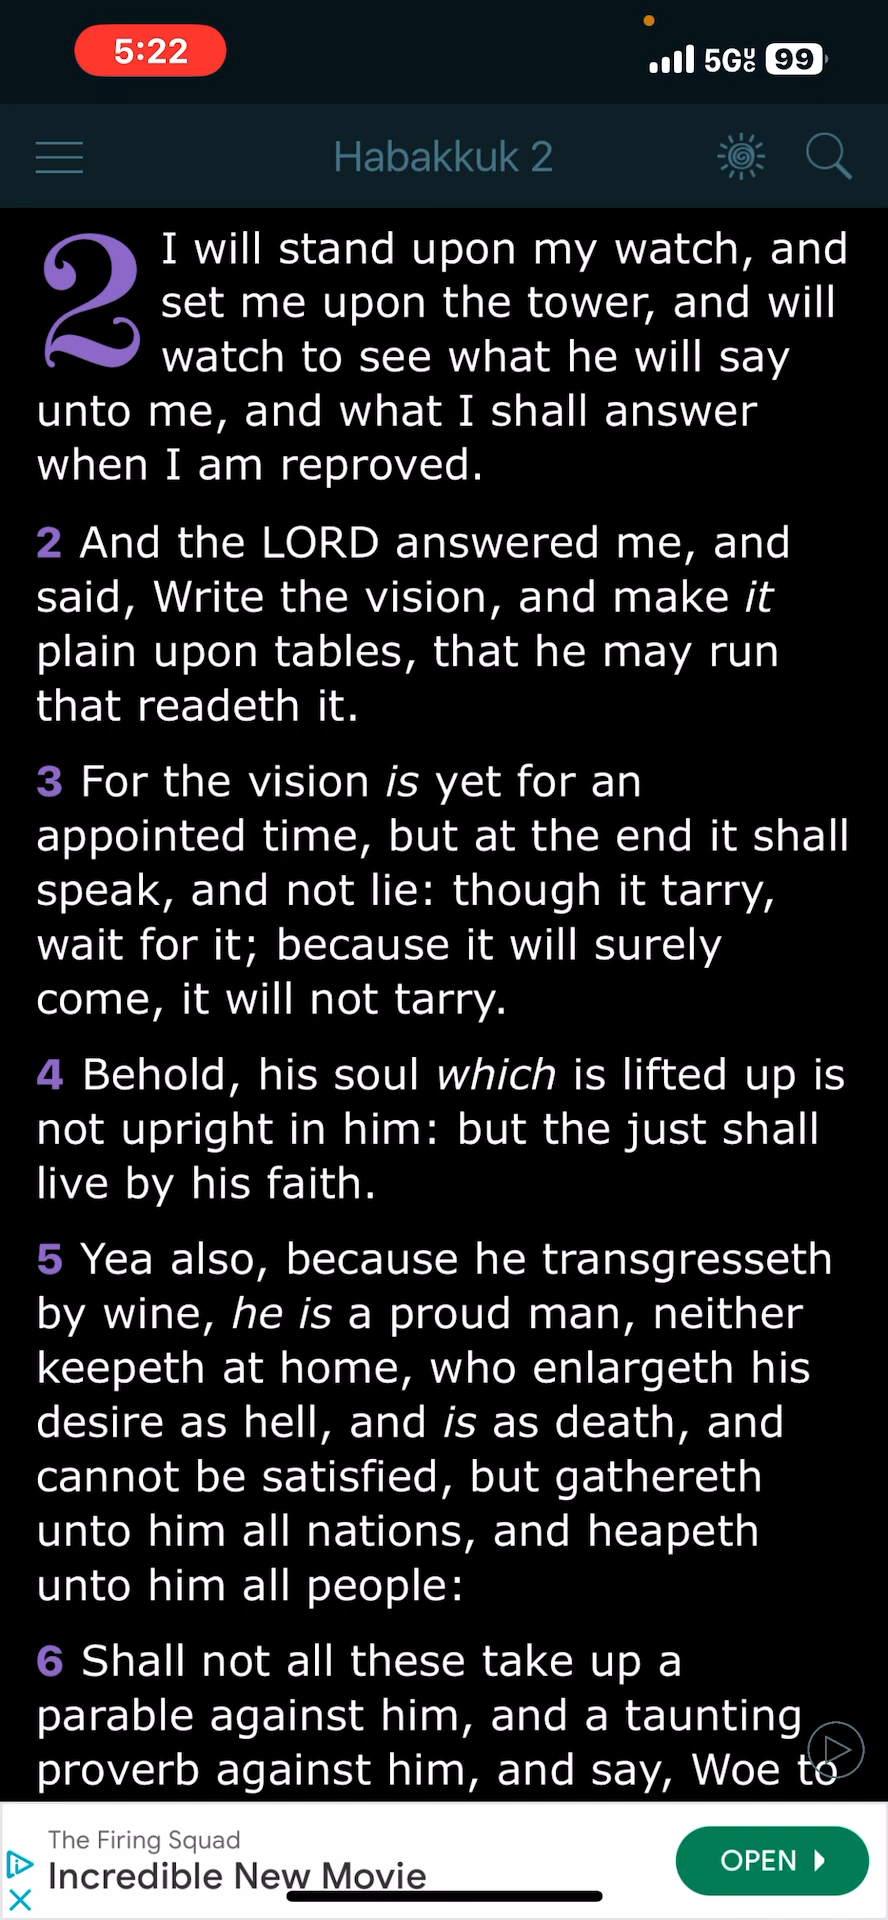 5:22
5G UC 99
Habakkuk 2
2 I will stand upon my watch, and
set me upon the tower, and will
watch to see what he will say
unto me, and what I shall answer
when I am reproved.
2 And the LORD answered me, and
said, Write the vision, and make it
plain upon tables, that he may run
that readeth it.
3 For the vision is yet for an
appointed time, but at the end it shall
speak, and not lie: though it tarry,
wait for it; because it will surely
come, it will not tarry.
4 Behold, his soul which is lifted up is
not upright in him: but the just shall
live by his faith.
5 Yea also, because he transgresseth
by wine, he is a proud man, neither
keepeth at home, who enlargeth his
desire as hell, and is as death, and
cannot be satisfied, but gathereth
unto him all nations, and heapeth
unto him all people:
6 Shall not all these take up a
parable against him, and a taunting
proverb against him, and say, Woe to
The Firing Squad
Incredible New Movie
OPEN